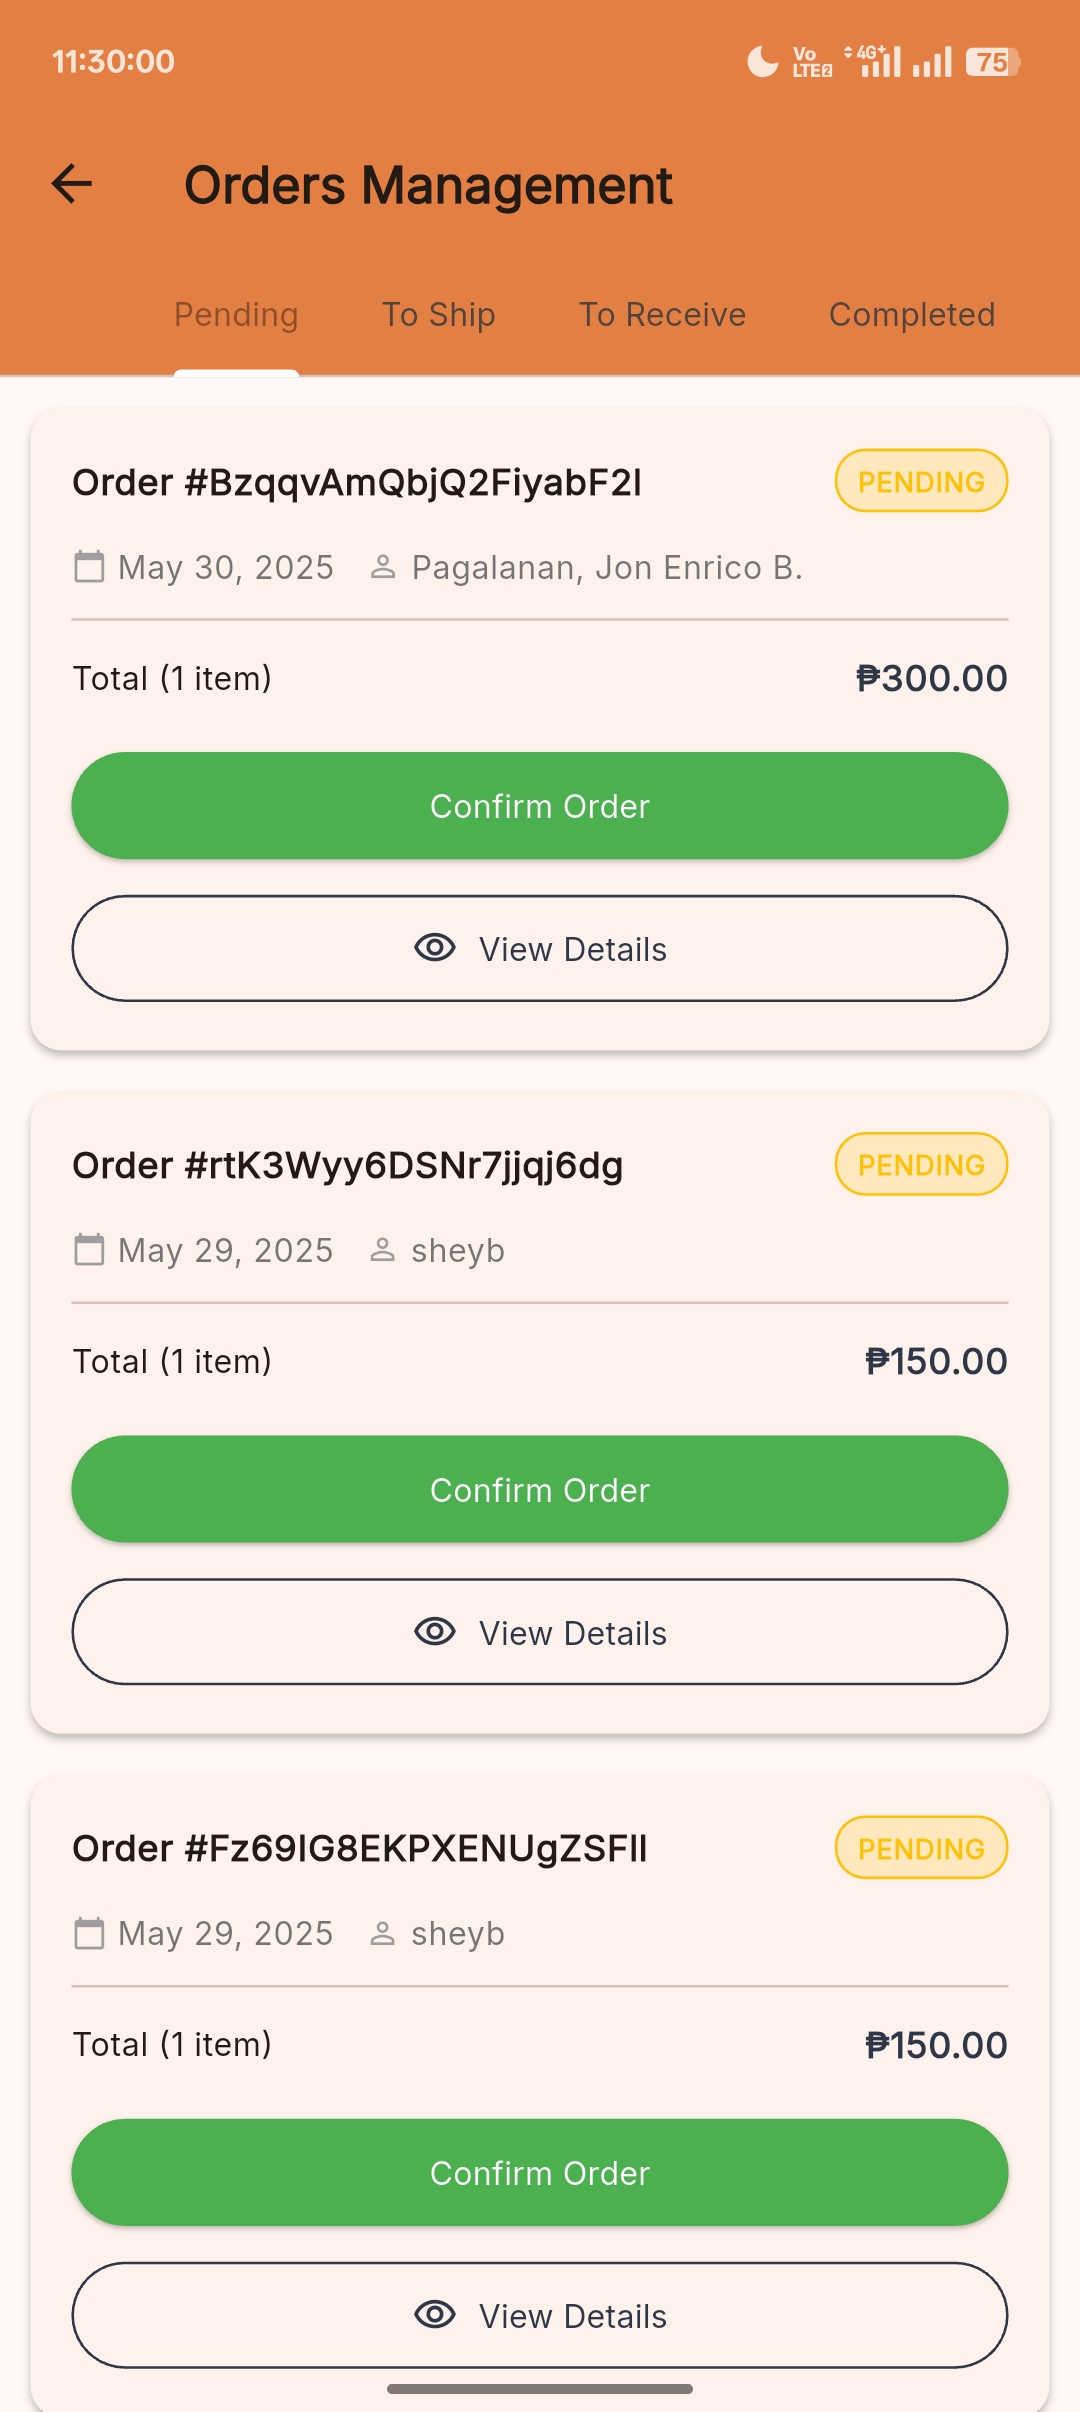 11:30:00 Vo LTE2 4G+ 75
Orders Management
Pending To Ship To Receive Completed
Order #BzqqvAmQbjQ2FiyabF2I PENDING
May 30, 2025 Pagalanan, Jon Enrico B.
Total (1 item) ₱300.00
Confirm Order
View Details
Order #rtK3Wyy6DSNr7jjqj6dg PENDING
May 29, 2025 sheyb
Total (1 item) ₱150.00
Confirm Order
View Details
Order #Fz69IG8EKPXENUgZSFII PENDING
May 29, 2025 sheyb
Total (1 item) ₱150.00
Confirm Order
View Details